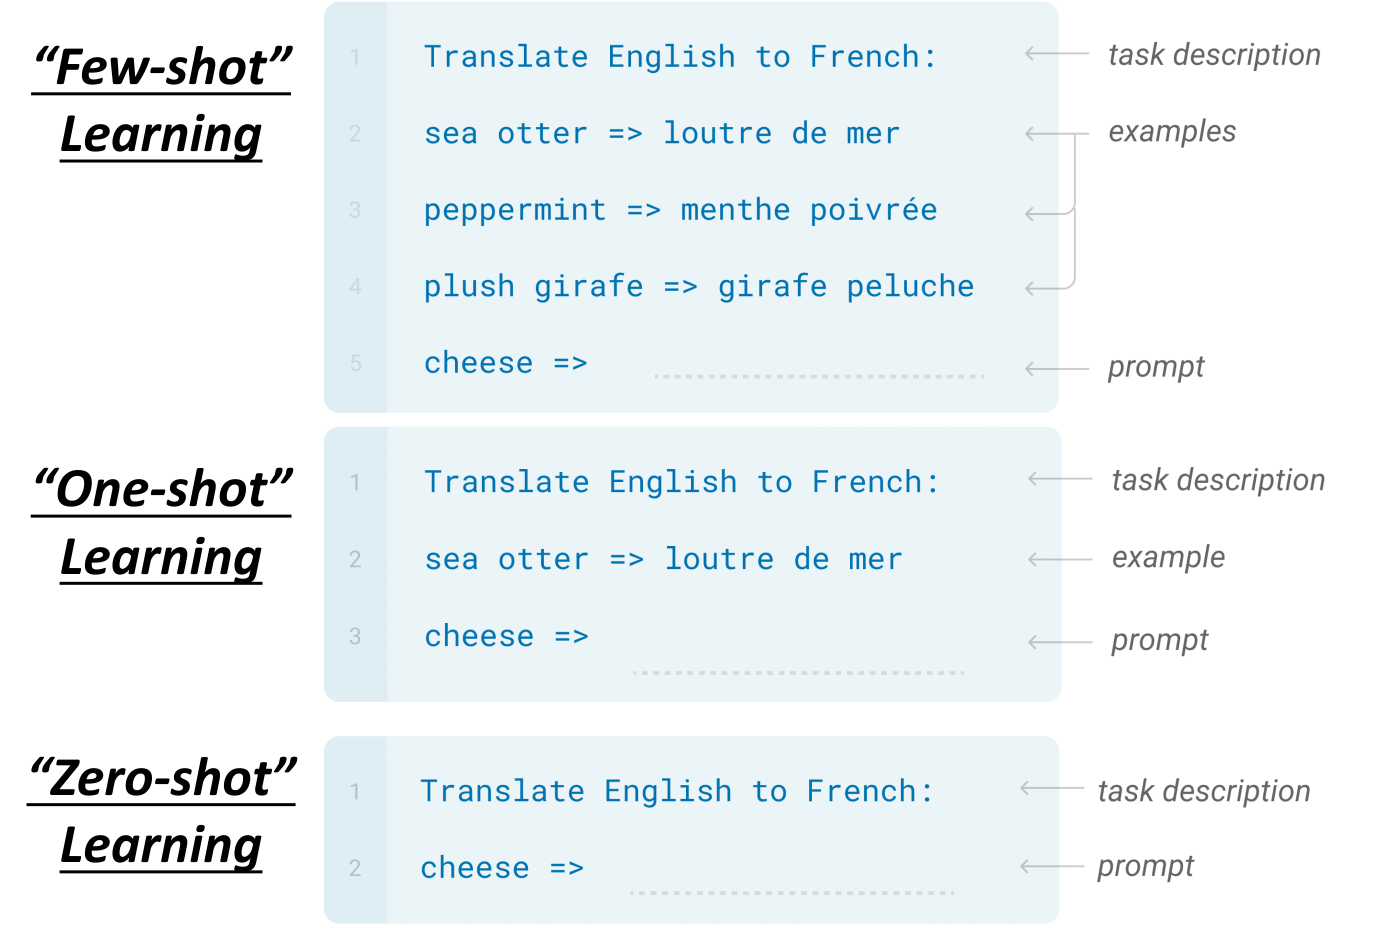 “Few-shot”
Learning
1 Translate English to French: task description
2 sea otter => loutre de mer examples
3 peppermint => menthe poivrée
4 plush girafe => girafe peluche
5 cheese => prompt
“One-shot”
Learning
1 Translate English to French: task description
2 sea otter => loutre de mer example
3 cheese => prompt
“Zero-shot”
Learning
1 Translate English to French: task description
2 cheese => prompt